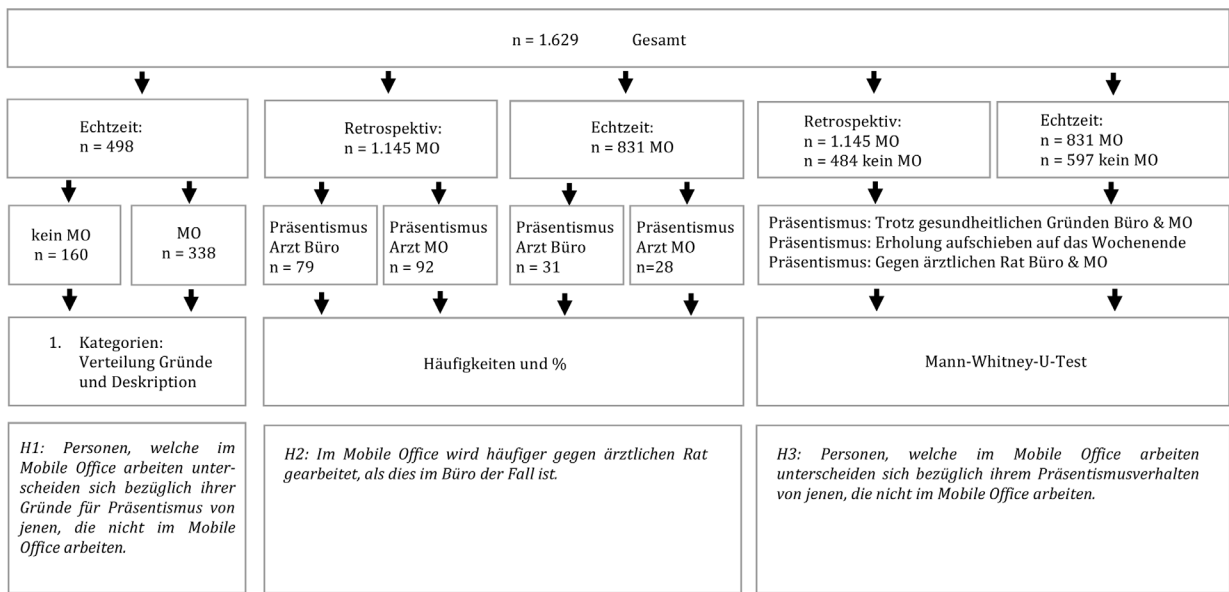 n = 1.629 Gesamt
Echtzeit:
n = 498
Retrospektiv:
n = 1.145 MO
Echtzeit:
n = 831 MO
Retrospektiv:
n = 1.145 MO
n = 484 kein MO
Echtzeit:
n = 831 MO
n = 597 kein MO
kein MO
n = 160
MO
n = 338
Präsentismus
Arzt Büro
n = 79
Präsentismus
Arzt MO
n = 92
Präsentismus
Arzt Büro
n = 31
Präsentismus
Arzt MO
n=28
Präsentismus: Trotz gesundheitlichen Gründen Büro & MO
Präsentismus: Erholung aufschieben auf das Wochenende
Präsentismus: Gegen ärztlichen Rat Büro & MO
1. Kategorien:
Verteilung Gründe
und Deskription
Häufigkeiten und %
Mann-Whitney-U-Test
H1: Personen, welche im
Mobile Office arbeiten unter-
scheiden sich bezüglich ihrer
Gründe für Präsentismus von
jenen, die nicht im Mobile
Office arbeiten.
H2: Im Mobile Office wird häufiger gegen ärztlichen Rat
gearbeitet, als dies im Büro der Fall ist.
H3: Personen, welche im Mobile Office arbeiten
unterscheiden sich bezüglich ihrem Präsentismusverhalten
von jenen, die nicht im Mobile Office arbeiten.